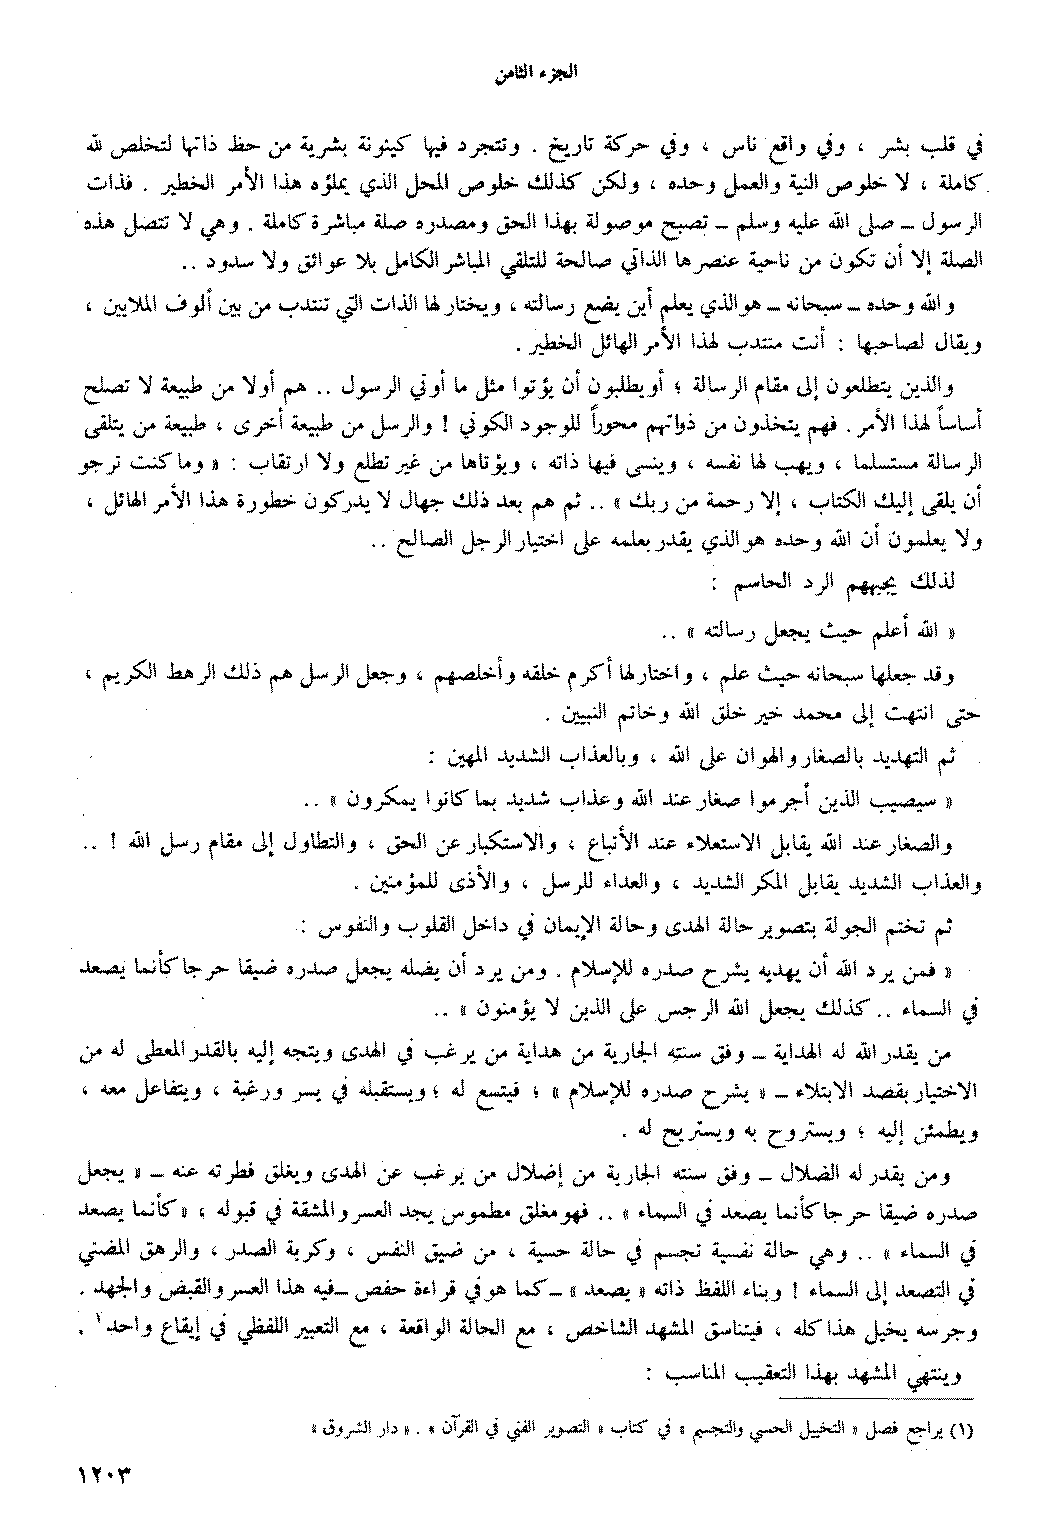 الجزء الثامن
في قلب بشر ، وفي واقع ناس ، وفي حركة تاريخ . وتتجرد فيها كينونة بشرية من حظ ذاتها لتخلص لله
كاملة ، لا خلوص النية والعمل وحده ، ولكن كذلك خلوص المحل الذي يملؤه هذا الأمر الخطير . فذات
الرسول ــ صلى الله عليه وسلم ــ تصبح موصولة بهذا الحق ومصدره صلة مباشرة كاملة . وهي لا تتصل هذه
الصلة إلا أن تكون من ناحية عنصرها الذاتي صالحة للتلقي المباشر الكامل بلا عوائق ولا سدود ..
والله وحده ــ سبحانه ــ هو الذي يعلم أين يضع رسالته ، ويختار لها الذات التي تنتدب من بين ألوف الملايين ،
ويقال لصاحبها : أنت منتدب لهذا الأمر الهائل الخطير .
والذين يتطلعون إلى مقام الرسالة ؛ أو يطلبون أن يؤتوا مثل ما أوتي الرسول .. هم أولا من طبيعة لا تصلح
أساساً لهذا الأمر . فهم يتخذون من ذواتهم محوراً للوجود الكوني ! والرسل من طبيعة أخرى ، طبيعة من يتلقى
الرسالة مستسلما ، ويهب لها نفسه ، وينسى فيها ذاته ، ويؤتاها من غير تطلع ولا ارتقاب : « وما كنت ترجو
أن يلقى إليك الكتاب ، إلا رحمة من ربك » .. ثم هم بعد ذلك جهال لا يدركون خطورة هذا الأمر الهائل ،
ولا يعلمون أن الله وحده هو الذي يقدر بعلمه على اختيار الرجل الصالح ..
لذلك يجبههم الرد الحاسم :
« الله أعلم حيث يجعل رسالته » ..
وقد جعلها سبحانه حيث علم ، واختار لها أكرم خلقه وأخلصهم ، وجعل الرسل هم ذلك الرهط الكريم ،
حتى انتهت إلى محمد خير خلق الله وخاتم النبيين .
ثم التهديد بالصغار والهوان على الله ، وبالعذاب الشديد المهين :
« سيصيب الذين أجرموا صغار عند الله وعذاب شديد بما كانوا يمكرون » ..
والصغار عند الله يقابل الاستعلاء عند الأتباع ، والاستكبار عن الحق ، والتطاول إلى مقام رسل الله ! ..
والعذاب الشديد يقابل المكر الشديد ، والعداء للرسل ، والأذى للمؤمنين .
ثم تختم الجولة بتصوير حالة الهدى وحالة الإيمان في داخل القلوب والنفوس :
« فمن يرد الله أن يهديه يشرح صدره للإسلام . ومن يرد أن يضله يجعل صدره ضيقا حرجا كأنما يصعد
في السماء .. كذلك يجعل الله الرجس على الذين لا يؤمنون » ..
من يقدر الله له الهداية ــ وفق سنته الجارية من هداية من يرغب في الهدى ويتجه إليه بالقدر المعطى له من
الاختيار بقصد الابتلاء ــ « يشرح صدره للإسلام » ؛ فيتسع له ؛ ويستقبله في يسر ورغبة ، ويتفاعل معه ،
ويطمئن إليه ؛ ويستروح به ويستريح له .
ومن يقدر له الضلال ــ وفق سنته الجارية من إضلال من يرغب عن الهدى ويغلق فطرته عنه ــ « يجعل
صدره ضيقا حرجا كأنما يصعد في السماء » .. فهو مغلق مطموس يجد العسر والمشقة في قبوله ، « كأنما يصعد
في السماء » .. وهي حالة نفسية تجسم في حالة حسية ، من ضيق النفس ، وكربة الصدر ، والرهق المضني
في التصعد إلى السماء ! وبناء اللفظ ذاته « يصعد » ــ كما هو في قراءة حفص ــ فيه هذا العسر والقبض والجهد .
وجرسه يخيل هذا كله ، فيتناسق المشهد الشاخص ، مع الحالة الواقعة ، مع التعبير اللفظي في إيقاع واحد ١ .
وينتهي المشهد بهذا التعقيب المناسب :
(١) يراجع فصل « التخييل الحسي والتجسيم » في كتاب « التصوير الفني في القرآن » . « دار الشروق »
١٢٠٣